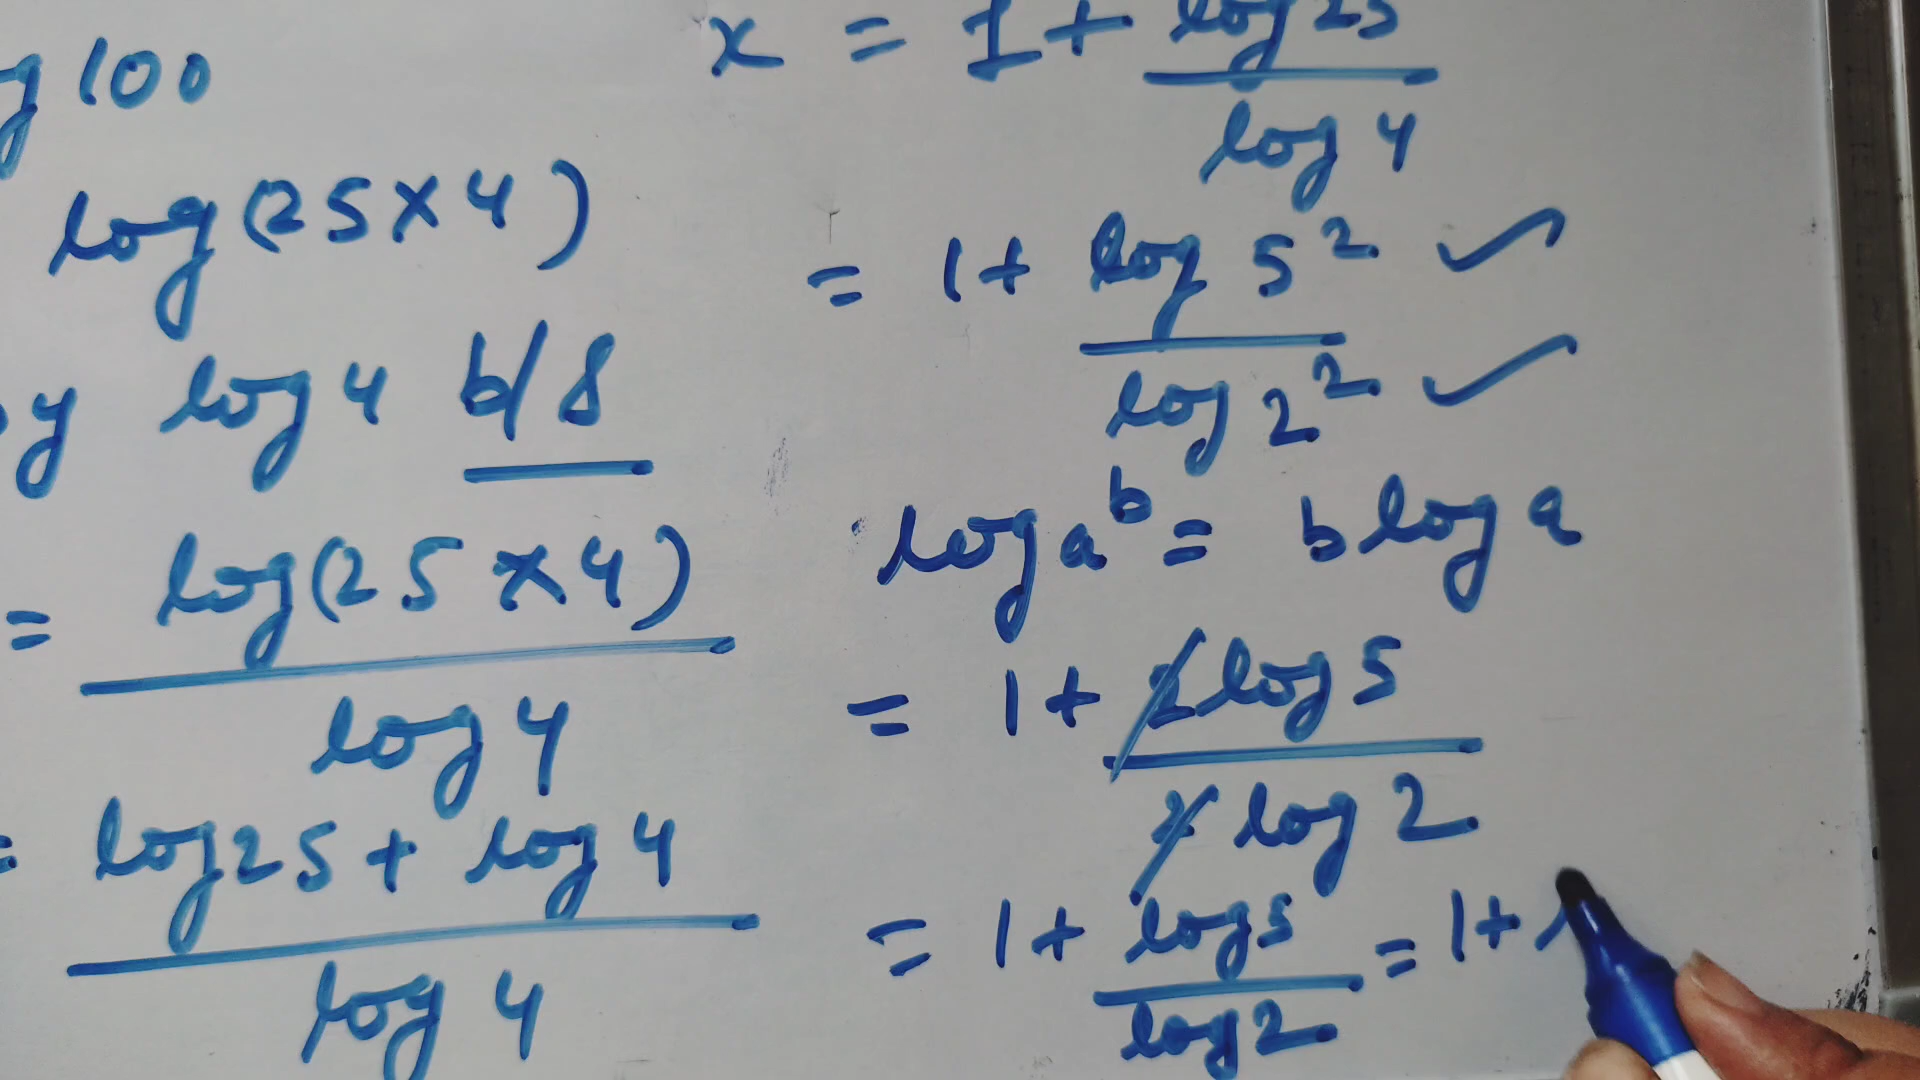 g 100
log (25 × 4)
y log 4 b/8
= log (25 × 4)
log 4
= log 25 + log 4
log 4
x = 1 + log 25
log 4
= 1 + log 5² ✓
log 2² ✓
log aᵇ = b log a
= 1 + 2 log 5
2 log 2
= 1 + log 5 = 1 +
log 2